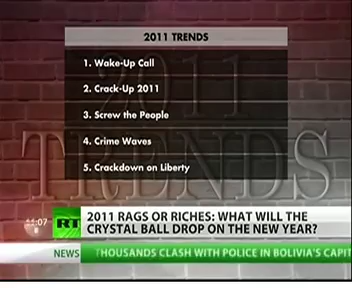 2011 TRENDS
1. Wake-Up Call
2. Crack-Up 2011
3. Screw the People
4. Crime Waves
5. Crackdown on Liberty
2011
TRENDS
RT
2011 RAGS OR RICHES: WHAT WILL THE
CRYSTAL BALL DROP ON THE NEW YEAR?
NEWS
THOUSANDS CLASH WITH POLICE IN BOLIVIA'S CAPIT